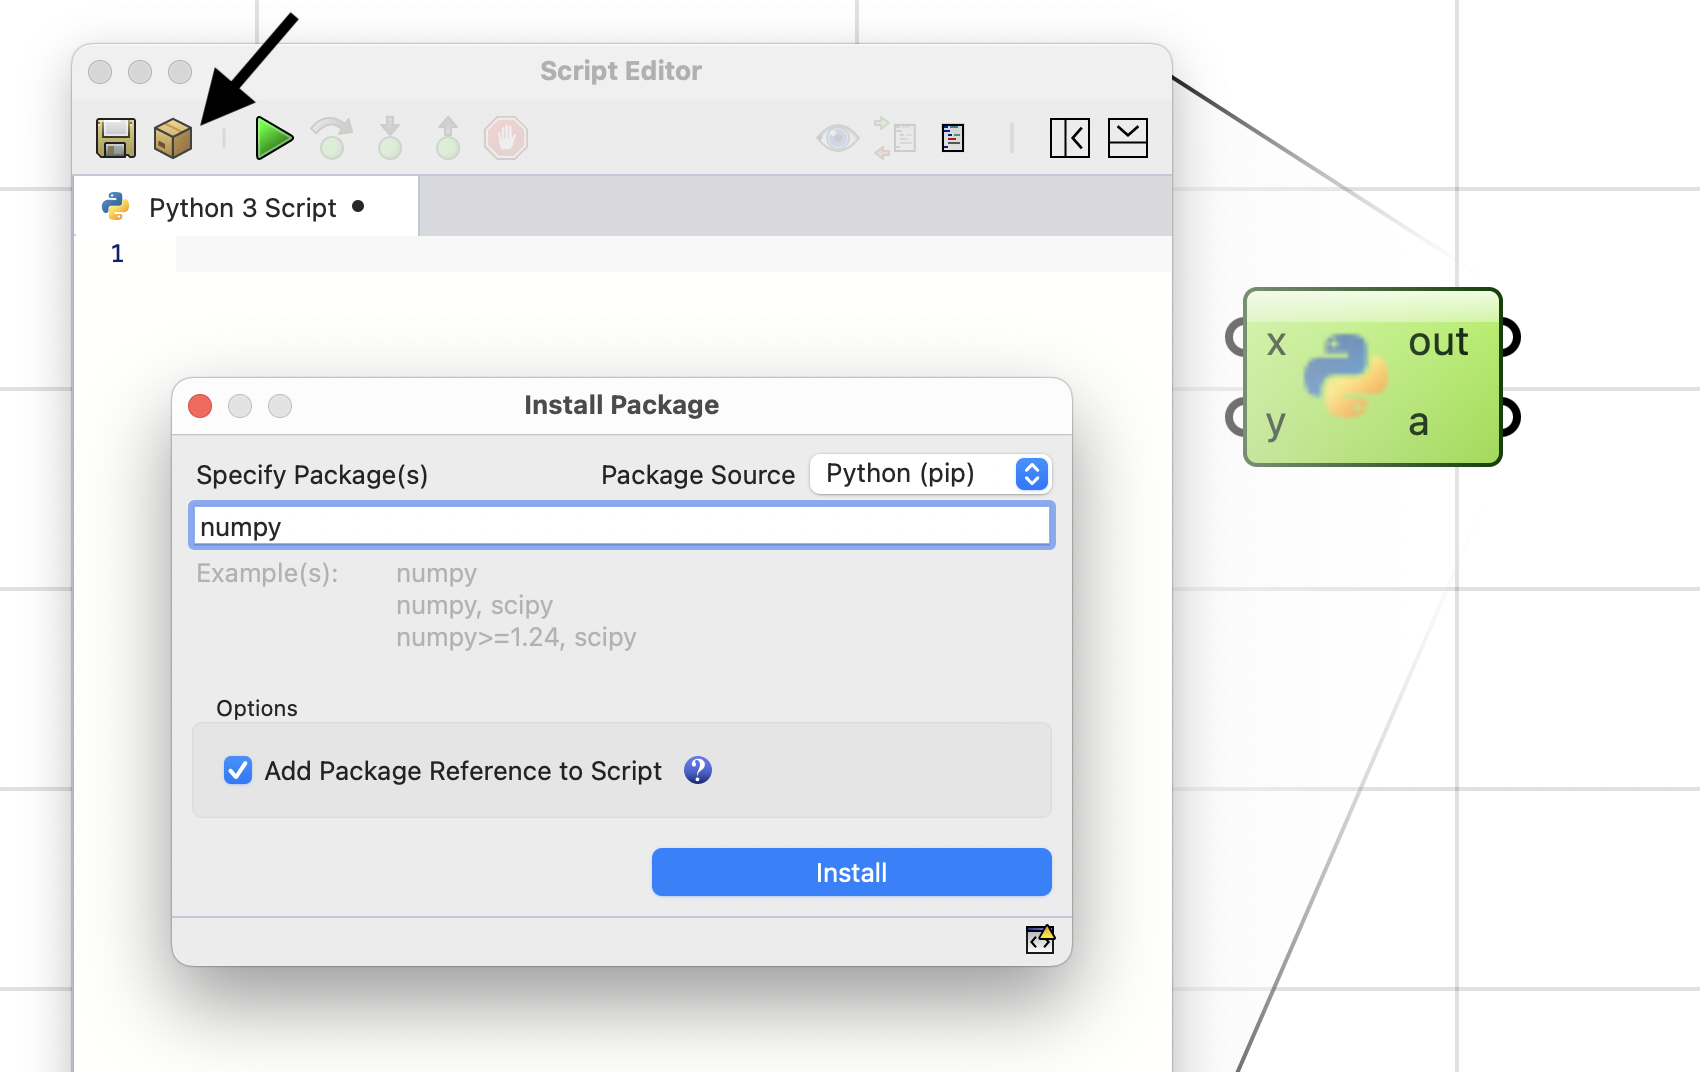 Script Editor
Python 3 Script
1
Install Package
Specify Package(s) Package Source Python (pip)
numpy
Example(s): numpy
numpy, scipy
numpy>=1.24, scipy
Options
Add Package Reference to Script ?
Install
x out
y a